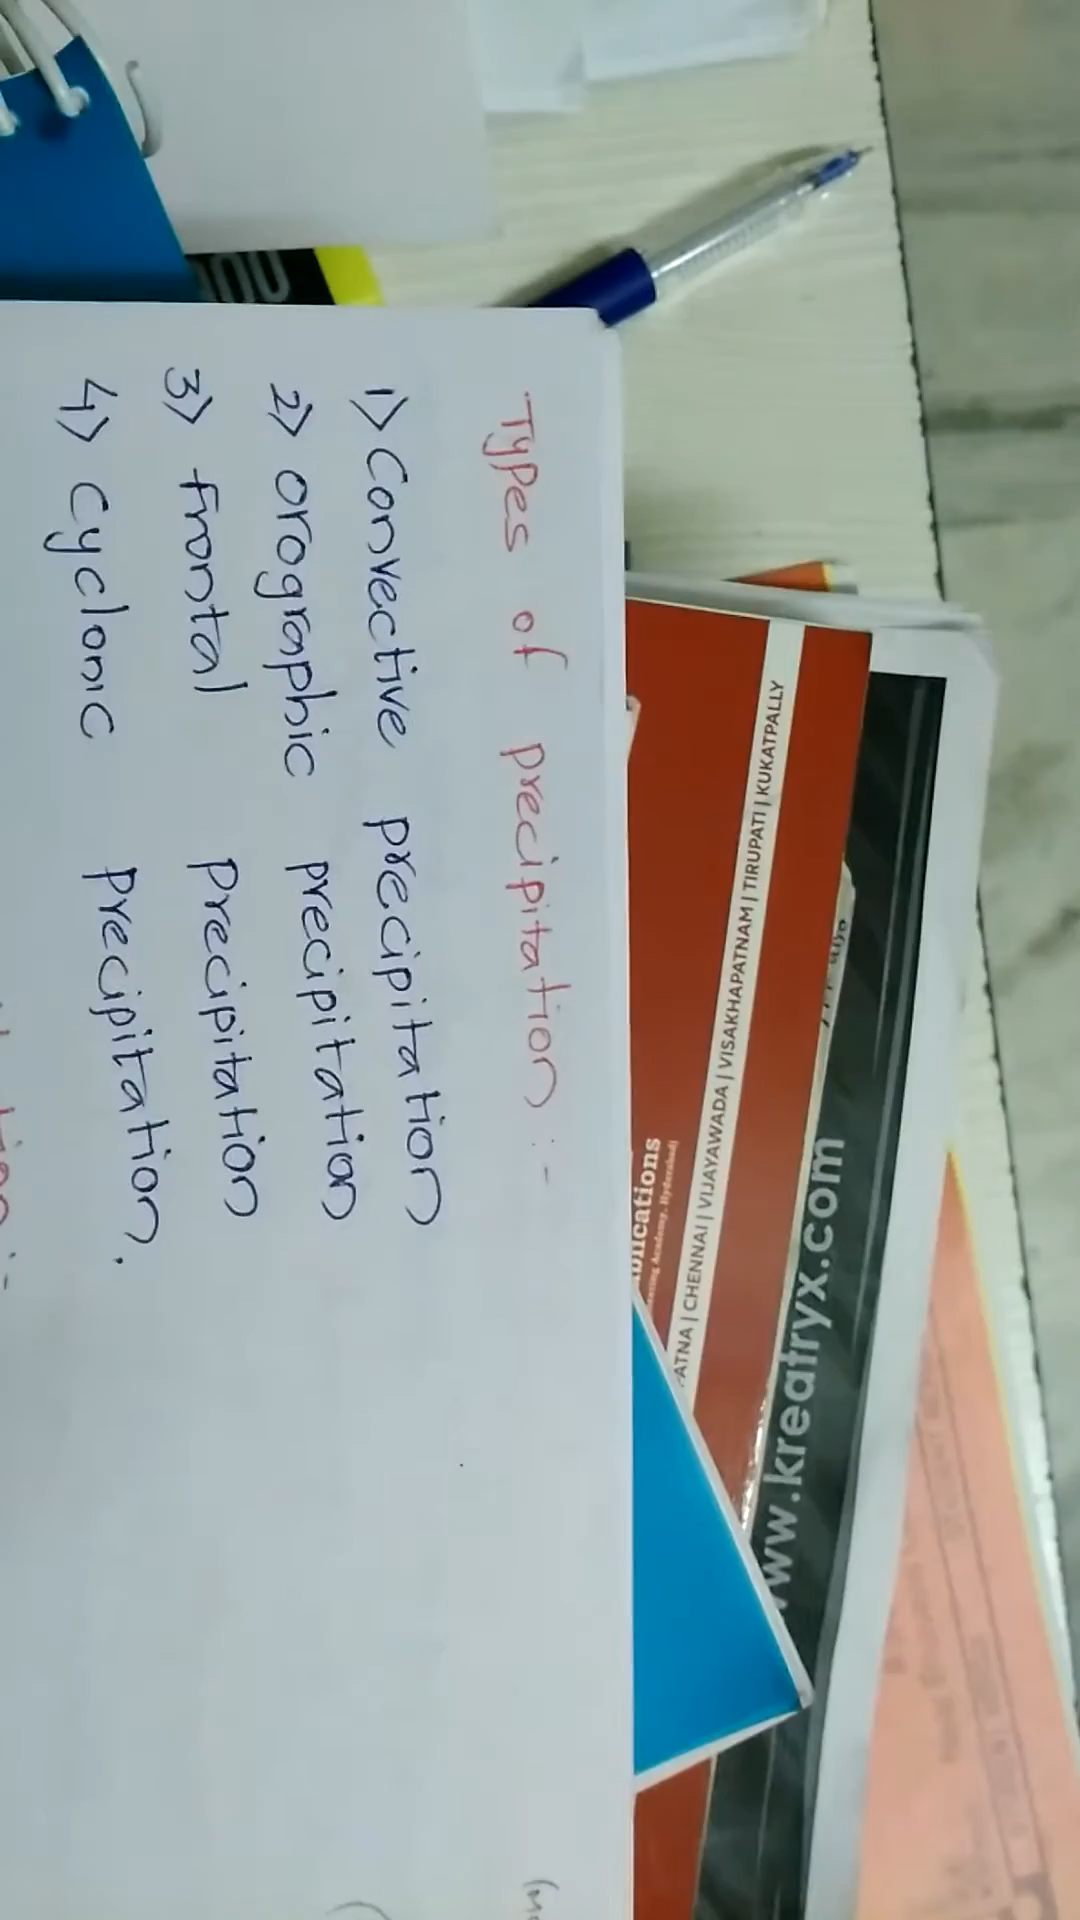 Types of precipitation :-
1> Convective precipitation
2> orographic precipitation
3> frontal precipitation
4> cyclonic precipitation.
ATNA | CHENNAI | VIJAYAWADA | VISAKHAPATNAM | TIRUPATI | KUKATPALLY
ww.kreatryx.com